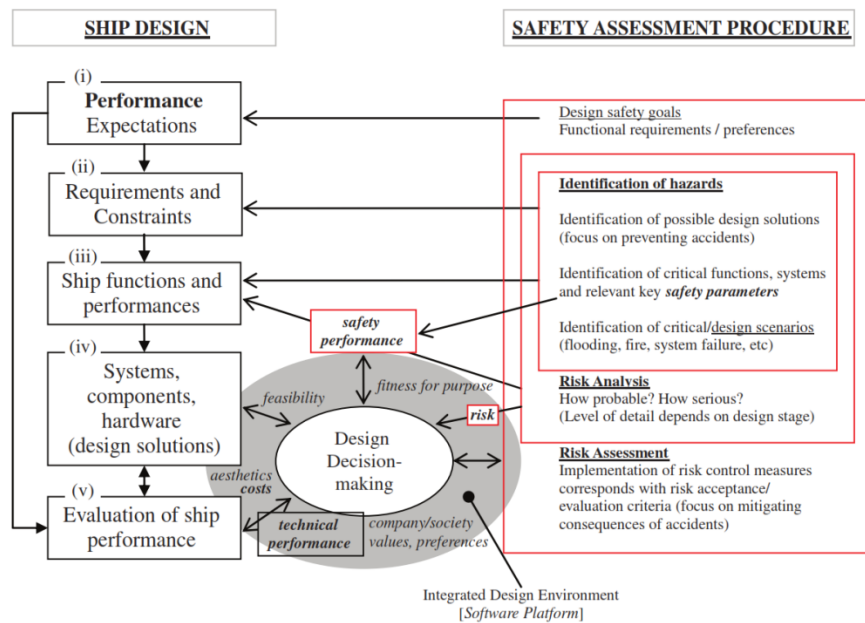 SHIP DESIGN
SAFETY ASSESSMENT PROCEDURE
(i)
Performance
Expectations
(ii)
Requirements and
Constraints
(iii)
Ship functions and
performances
(iv)
Systems,
components,
hardware
(design solutions)
(v)
Evaluation of ship
performance
safety
performance
feasibility
fitness for purpose
risk
Design
Decision-
making
aesthetics
costs
technical
performance
company/society
values, preferences
Design safety goals
Functional requirements / preferences
Identification of hazards
Identification of possible design solutions
(focus on preventing accidents)
Identification of critical functions, systems
and relevant key safety parameters
Identification of critical/design scenarios
(flooding, fire, system failure, etc)
Risk Analysis
How probable? How serious?
(Level of detail depends on design stage)
Risk Assessment
Implementation of risk control measures
corresponds with risk acceptance/
evaluation criteria (focus on mitigating
consequences of accidents)
Integrated Design Environment
[Software Platform]